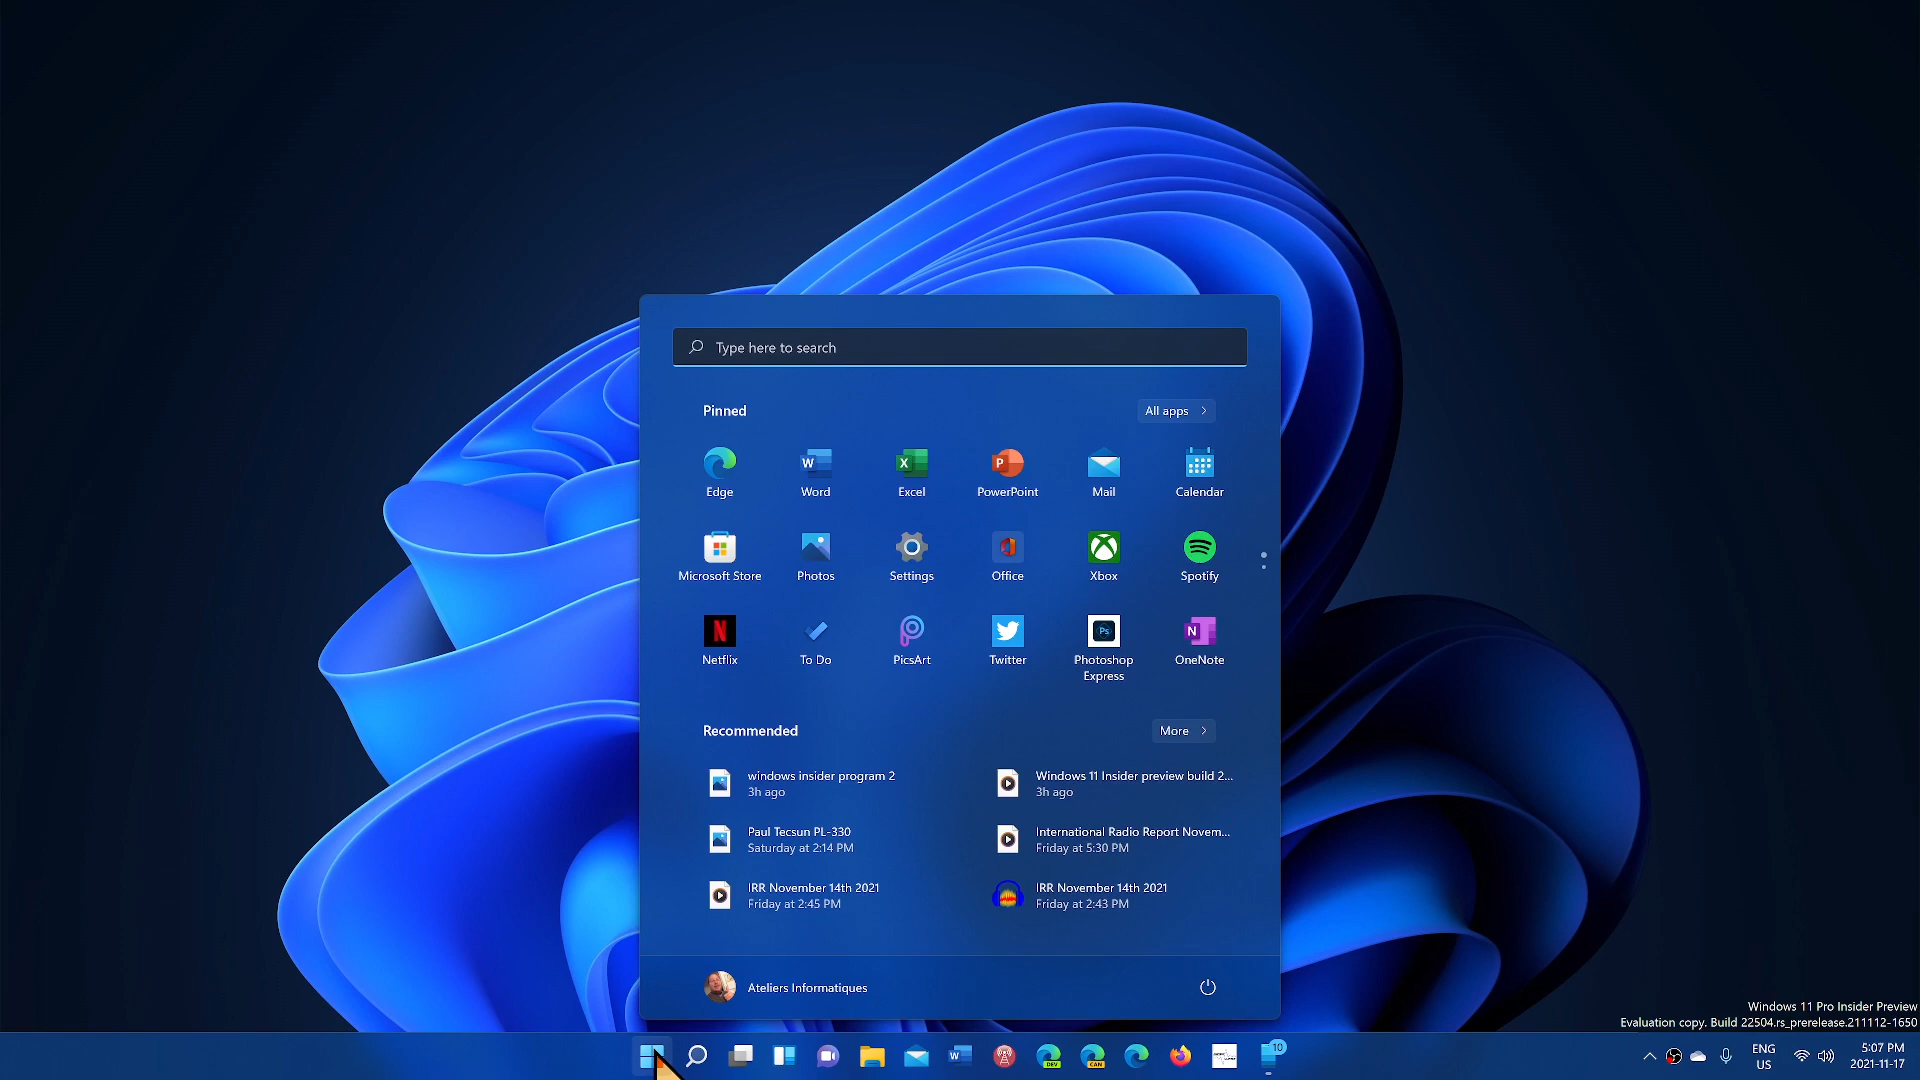 Type here to search
Pinned
All apps
Edge
Word
Excel
PowerPoint
Mail
Calendar
Microsoft Store
Photos
Settings
Office
Xbox
Spotify
Netflix
To Do
PicsArt
Twitter
Photoshop
Express
OneNote
Recommended
More
windows insider program 2
3h ago
Windows 11 Insider preview build 2...
3h ago
Paul Tecsun PL-330
Saturday at 2:14 PM
International Radio Report Novem...
Friday at 5:30 PM
IRR November 14th 2021
Friday at 2:45 PM
IRR November 14th 2021
Friday at 2:43 PM
Ateliers Informatiques
Windows 11 Pro Insider Preview
Evaluation copy. Build 22504.rs_prerelease.211112-1650
DEV
CAN
10
ENG
US
5:07 PM
2021-11-17